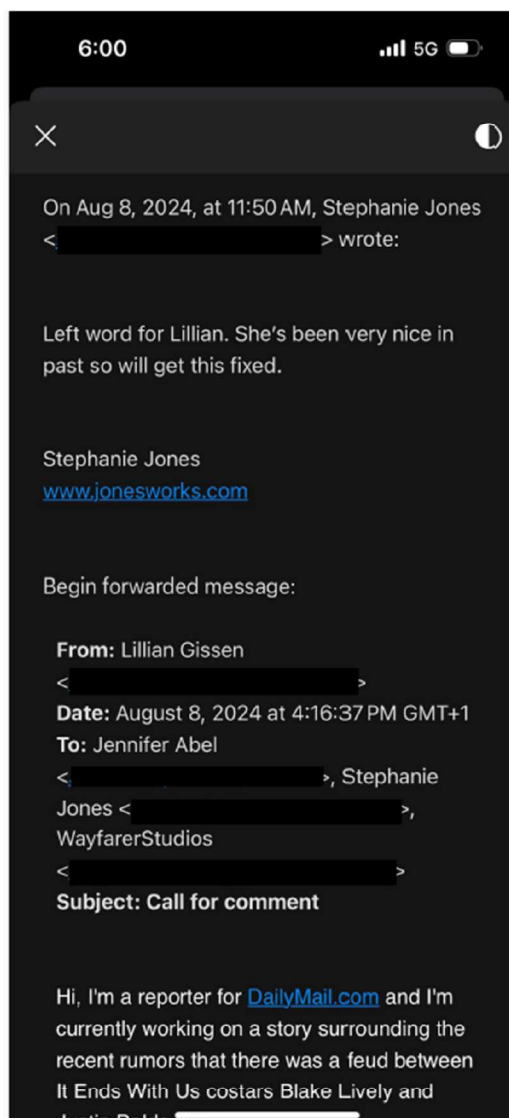 6:00
5G
On Aug 8, 2024, at 11:50 AM, Stephanie Jones
< > wrote:
Left word for Lillian. She's been very nice in
past so will get this fixed.
Stephanie Jones
www.jonesworks.com
Begin forwarded message:
From: Lillian Gissen
< >
Date: August 8, 2024 at 4:16:37 PM GMT+1
To: Jennifer Abel
< >, Stephanie
Jones < >,
WayfarerStudios
< >
Subject: Call for comment
Hi, I'm a reporter for DailyMail.com and I'm
currently working on a story surrounding the
recent rumors that there was a feud between
It Ends With Us costars Blake Lively and